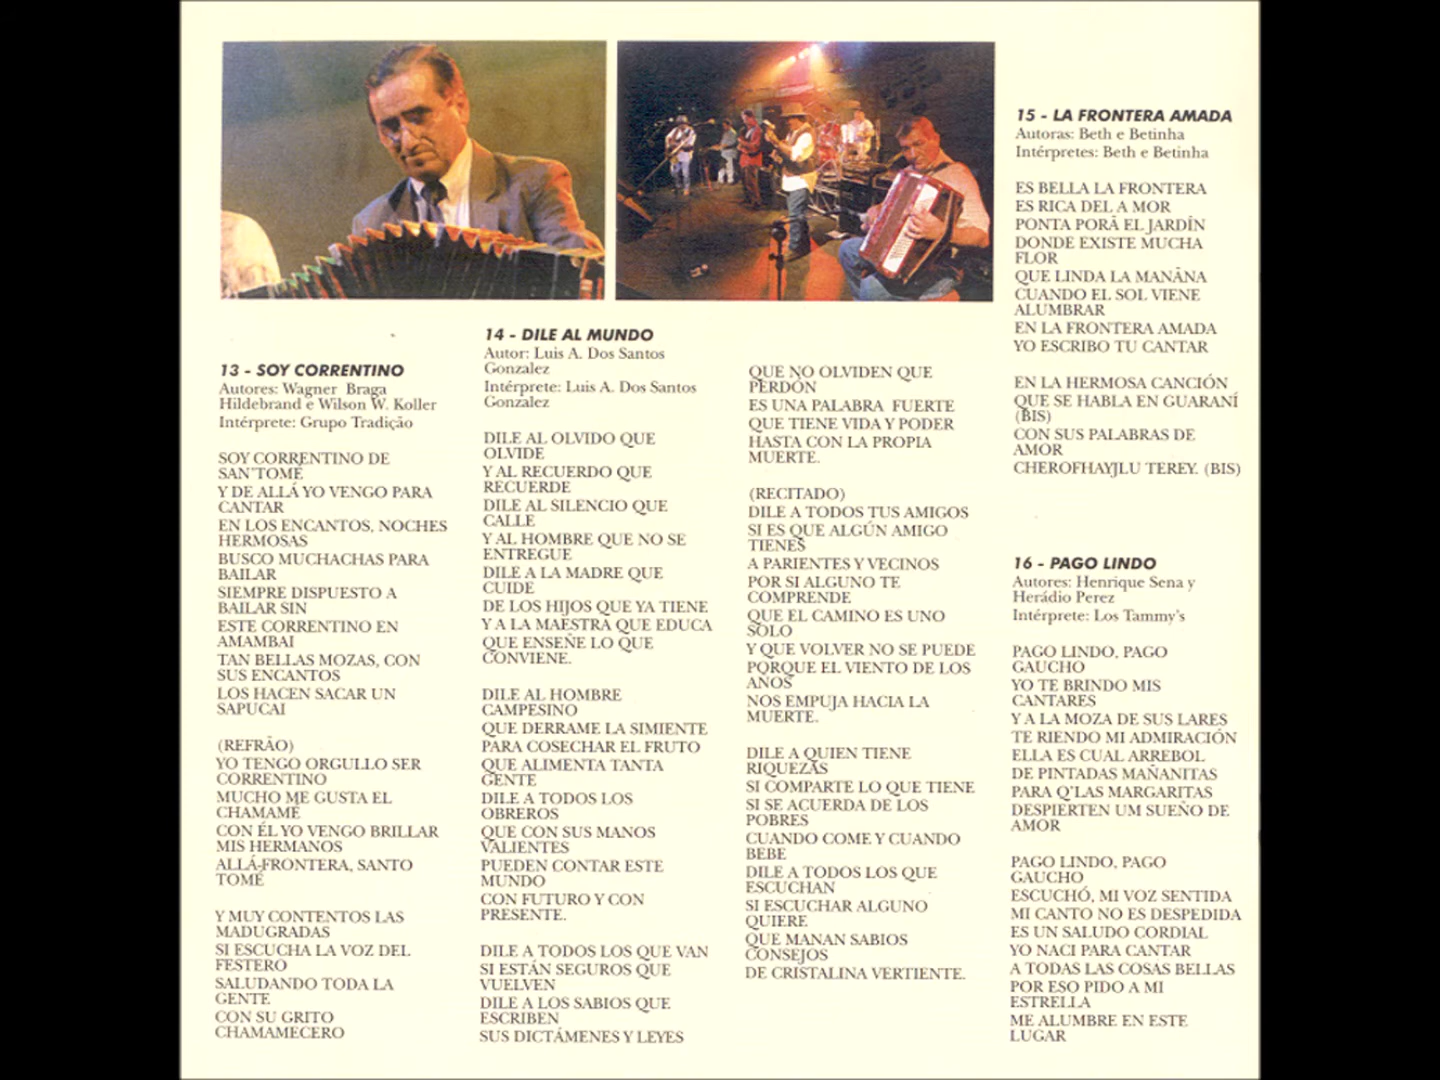 13 - SOY CORRENTINO
Autores: Wagner Braga
Hildebrand e Wilson W. Koller
Intérprete: Grupo Tradição
SOY CORRENTINO DE
SAN'TOMÉ
Y DE ALLÁ YO VENGO PARA
CANTAR
EN LOS ENCANTOS, NOCHES
HERMOSAS
BUSCO MUCHACHAS PARA
BAILAR
SIEMPRE DISPUESTO A
BAILAR SIN
ESTE CORRENTINO EN
AMAMBAI
TAN BELLAS MOZAS, CON
SUS ENCANTOS
LOS HACEN SACAR UN
SAPUCAI
(REFRÃO)
YO TENGO ORGULLO SER
CORRENTINO
MUCHO ME GUSTA EL
CHAMAMÉ
CON ÉL YO VENGO BRILLAR
MIS HERMANOS
ALLÁ-FRONTERA, SANTO
TOMÉ
Y MUY CONTENTOS LAS
MADUGRADAS
SI ESCUCHA LA VOZ DEL
FESTERO
SALUDANDO TODA LA
GENTE
CON SU GRITO
CHAMAMECERO
14 - DILE AL MUNDO
Autor: Luis A. Dos Santos
Gonzalez
Intérprete: Luis A. Dos Santos
Gonzalez
DILE AL OLVIDO QUE
OLVIDE
Y AL RECUERDO QUE
RECUERDE
DILE AL SILENCIO QUE
CALLE
Y AL HOMBRE QUE NO SE
ENTREGUE
DILE A LA MADRE QUE
CUIDE
DE LOS HIJOS QUE YA TIENE
Y A LA MAESTRA QUE EDUCA
QUE ENSEÑE LO QUE
CONVIENE.
DILE AL HOMBRE
CAMPESINO
QUE DERRAME LA SIMIENTE
PARA COSECHAR EL FRUTO
QUE ALIMENTA TANTA
GENTE
DILE A TODOS LOS
OBREROS
QUE CON SUS MANOS
VALIENTES
PUEDEN CONTAR ESTE
MUNDO
CON FUTURO Y CON
PRESENTE.
DILE A TODOS LOS QUE VAN
SI ESTÁN SEGUROS QUE
VUELVEN
DILE A LOS SABIOS QUE
ESCRIBEN
SUS DICTÁMENES Y LEYES
QUE NO OLVIDEN QUE
PERDÓN
ES UNA PALABRA FUERTE
QUE TIENE VIDA Y PODER
HASTA CON LA PROPIA
MUERTE.
(RECITADO)
DILE A TODOS TUS AMIGOS
SI ES QUE ALGÚN AMIGO
TIENES
A PARIENTES Y VECINOS
POR SI ALGUNO TE
COMPRENDE
QUE EL CAMINO ES UNO
SOLO
Y QUE VOLVER NO SE PUEDE
PORQUE EL VIENTO DE LOS
AÑOS
NOS EMPUJA HACIA LA
MUERTE.
DILE A QUIEN TIENE
RIQUEZAS
SI COMPARTE LO QUE TIENE
SI SE ACUERDA DE LOS
POBRES
CUANDO COME Y CUANDO
BEBE
DILE A TODOS LOS QUE
ESCUCHAN
SI ESCUCHAR ALGUNO
QUIERE
QUE MANAN SABIOS
CONSEJOS
DE CRISTALINA VERTIENTE.
15 - LA FRONTERA AMADA
Autoras: Beth e Betinha
Intérpretes: Beth e Betinha
ES BELLA LA FRONTERA
ES RICA DEL A MOR
PONTA PORÃ EL JARDÍN
DONDE EXISTE MUCHA
FLOR
QUE LINDA LA MANÃNA
CUANDO EL SOL VIENE
ALUMBRAR
EN LA FRONTERA AMADA
YO ESCRIBO TU CANTAR
EN LA HERMOSA CANCIÓN
QUE SE HABLA EN GUARANÍ
(BIS)
CON SUS PALABRAS DE
AMOR
CHEROFHAYJLU TEREY. (BIS)
16 - PAGO LINDO
Autores: Henrique Sena y
Herádio Perez
Intérprete: Los Tammy's
PAGO LINDO, PAGO
GAUCHO
YO TE BRINDO MIS
CANTARES
Y A LA MOZA DE SUS LARES
TE RIENDO MI ADMIRACIÓN
ELLA ES CUAL ARREBOL
DE PINTADAS MAÑANITAS
PARA Q'LAS MARGARITAS
DESPIERTEN UM SUEÑO DE
AMOR
PAGO LINDO, PAGO
GAUCHO
ESCUCHÓ, MI VOZ SENTIDA
MI CANTO NO ES DESPEDIDA
ES UN SALUDO CORDIAL
YO NACI PARA CANTAR
A TODAS LAS COSAS BELLAS
POR ESO PIDO A MI
ESTRELLA
ME ALUMBRE EN ESTE
LUGAR